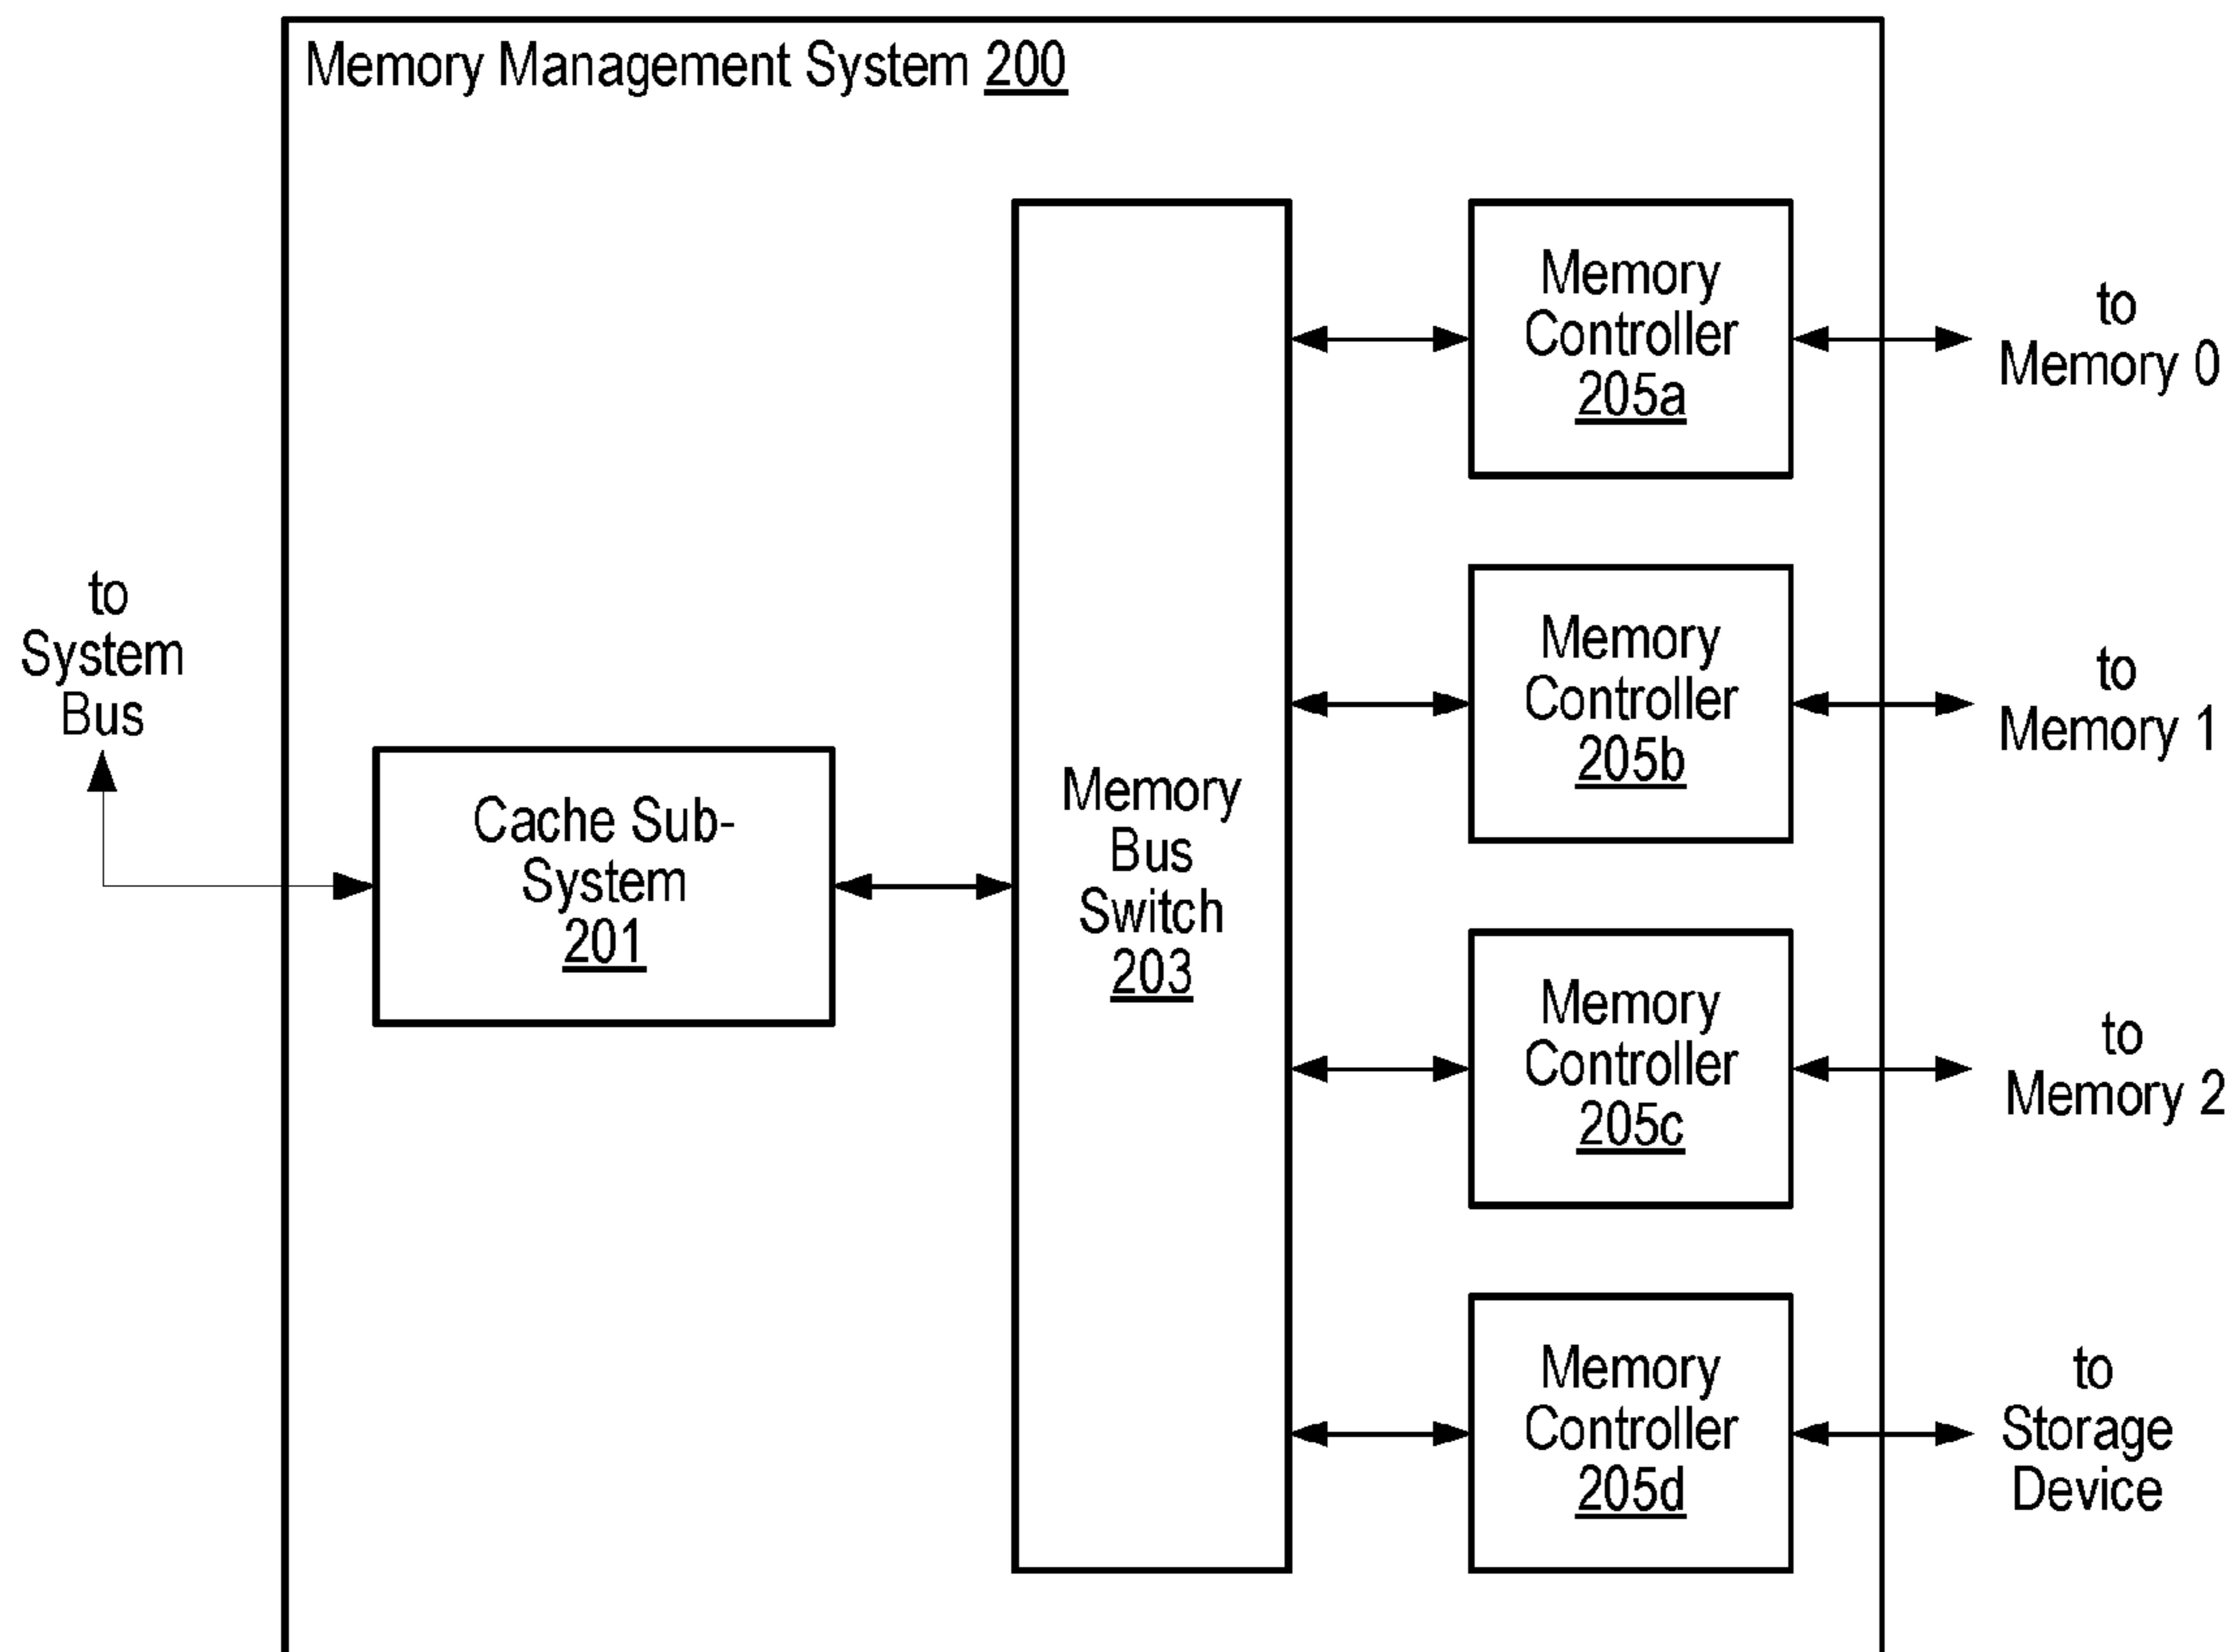 Memory Management System 200
to
System
Bus
Cache Sub-
System
201
Memory
Bus
Switch
203
Memory
Controller
205a
to
Memory 0
Memory
Controller
205b
to
Memory 1
Memory
Controller
205c
to
Memory 2
Memory
Controller
205d
to
Storage
Device